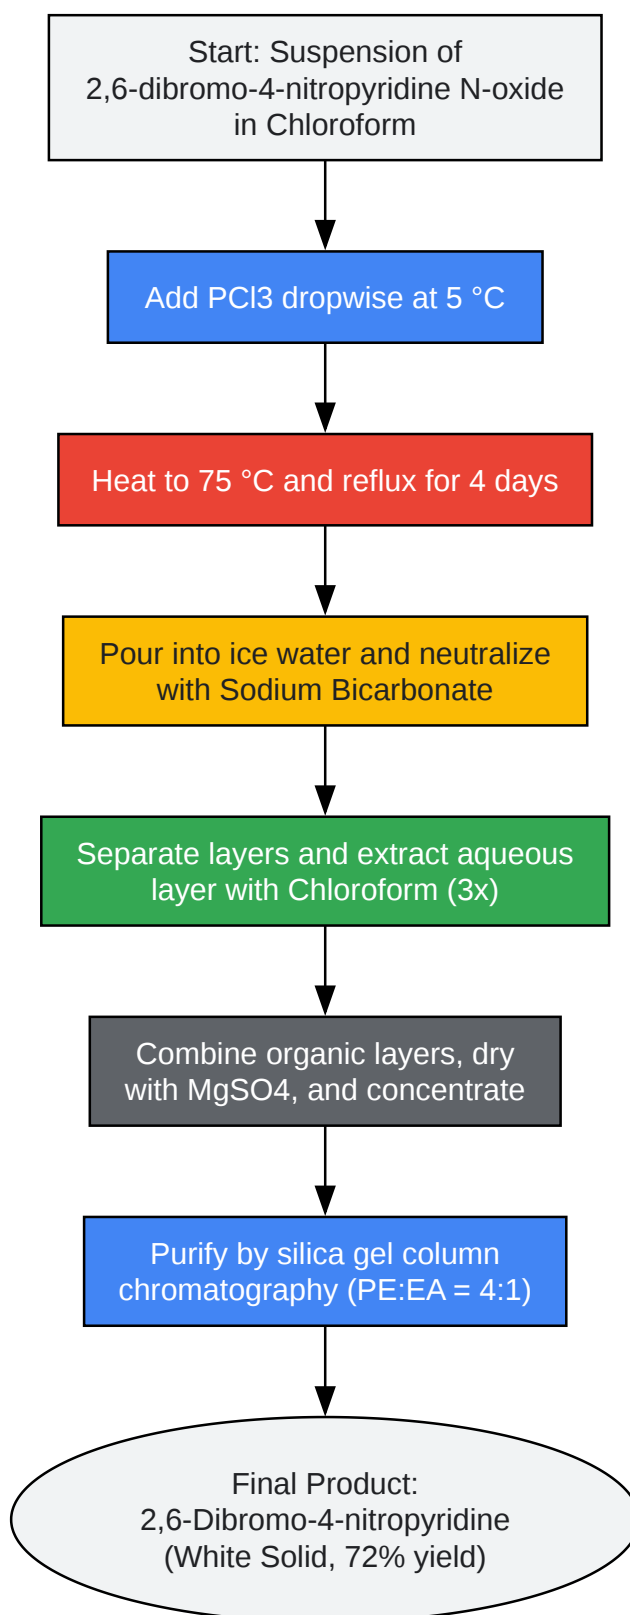 Start: Suspension of
2,6-dibromo-4-nitropyridine N-oxide
in Chloroform
Add PCl3 dropwise at 5 °C
Heat to 75 °C and reflux for 4 days
Pour into ice water and neutralize
with Sodium Bicarbonate
Separate layers and extract aqueous
layer with Chloroform (3x)
Combine organic layers, dry
with MgSO4, and concentrate
Purify by silica gel column
chromatography (PE:EA = 4:1)
Final Product:
2,6-Dibromo-4-nitropyridine
(White Solid, 72% yield)